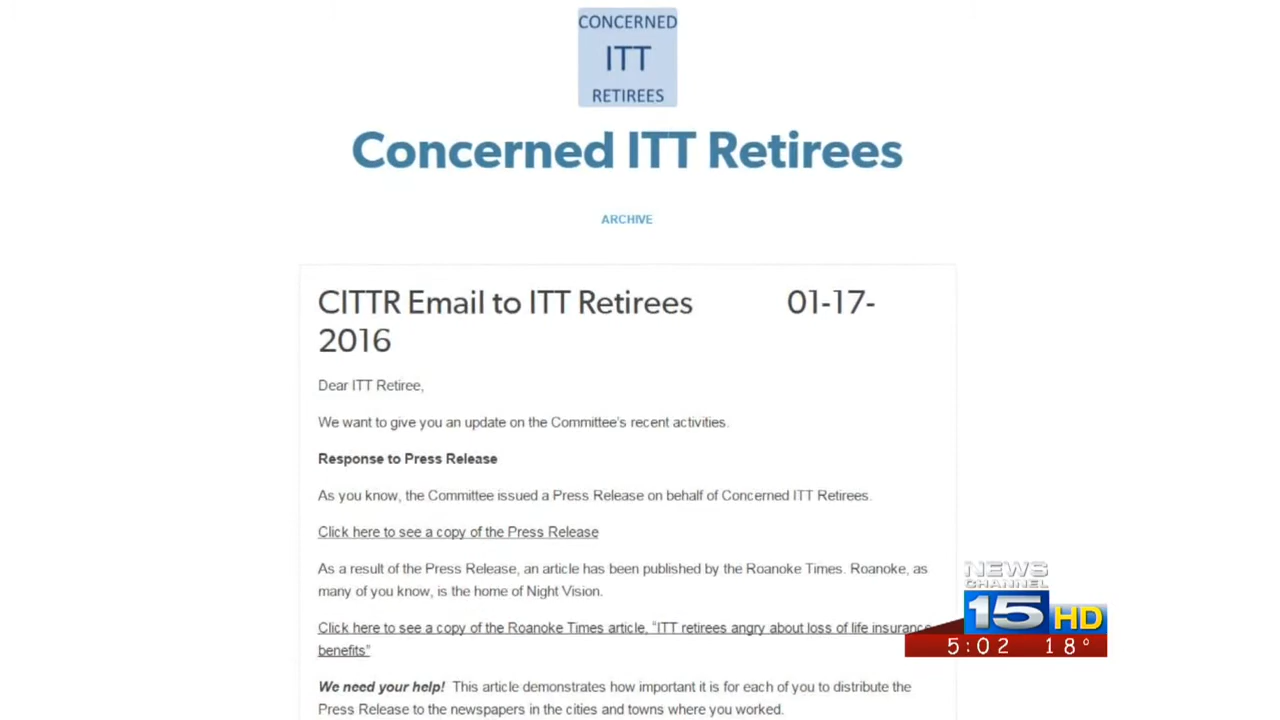 CONCERNED
ITT
RETIREES
Concerned ITT Retirees
ARCHIVE
CITTR Email to ITT Retirees 01-17-
2016
Dear ITT Retiree,
We want to give you an update on the Committee's recent activities.
Response to Press Release
As you know, the Committee issued a Press Release on behalf of Concerned ITT Retirees.
Click here to see a copy of the Press Release
As a result of the Press Release, an article has been published by the Roanoke Times. Roanoke, as
many of you know, is the home of Night Vision.
Click here to see a copy of the Roanoke Times article, “ITT retirees angry about loss of life insurance
benefits”
We need your help! This article demonstrates how important it is for each of you to distribute the
Press Release to the newspapers in the cities and towns where you worked.
NEWS
CHANNEL
15 HD
5:02 18°